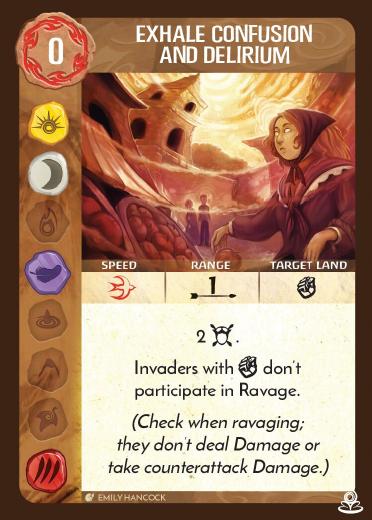 0
EXHALE CONFUSION
AND DELIRIUM
SPEED RANGE TARGET LAND
1
2 .
Invaders with don't
participate in Ravage.
(Check when ravaging;
they don't deal Damage or
take counterattack Damage.)
EMILY HANCOCK